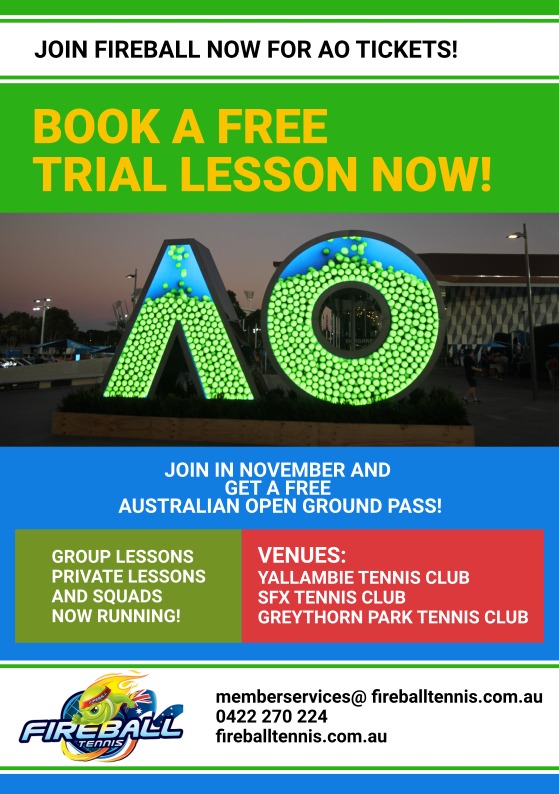 JOIN FIREBALL NOW FOR AO TICKETS!
BOOK A FREE
TRIAL LESSON NOW!
AO
JOIN IN NOVEMBER AND
GET A FREE
AUSTRALIAN OPEN GROUND PASS!
GROUP LESSONS
PRIVATE LESSONS
AND SQUADS
NOW RUNNING!
VENUES:
YALLAMBIE TENNIS CLUB
SFX TENNIS CLUB
GREYTHORN PARK TENNIS CLUB
FIREBALL
TENNIS
memberservices@ fireballtennis.com.au
0422 270 224
fireballtennis.com.au